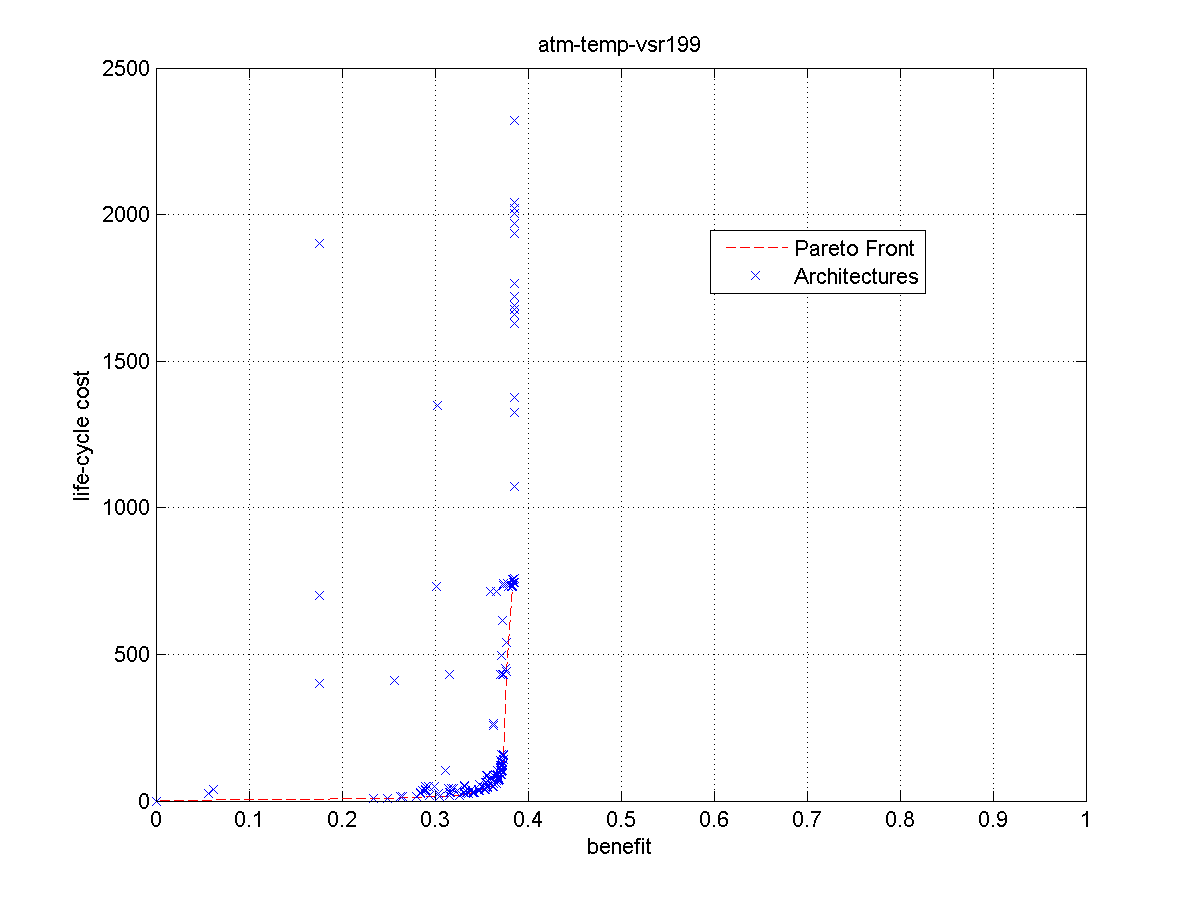 atm-temp-vsr199
2500
2000
1500
1000
500
0
life-cycle cost
Pareto Front
Architectures
0 0.1 0.2 0.3 0.4 0.5 0.6 0.7 0.8 0.9 1
benefit